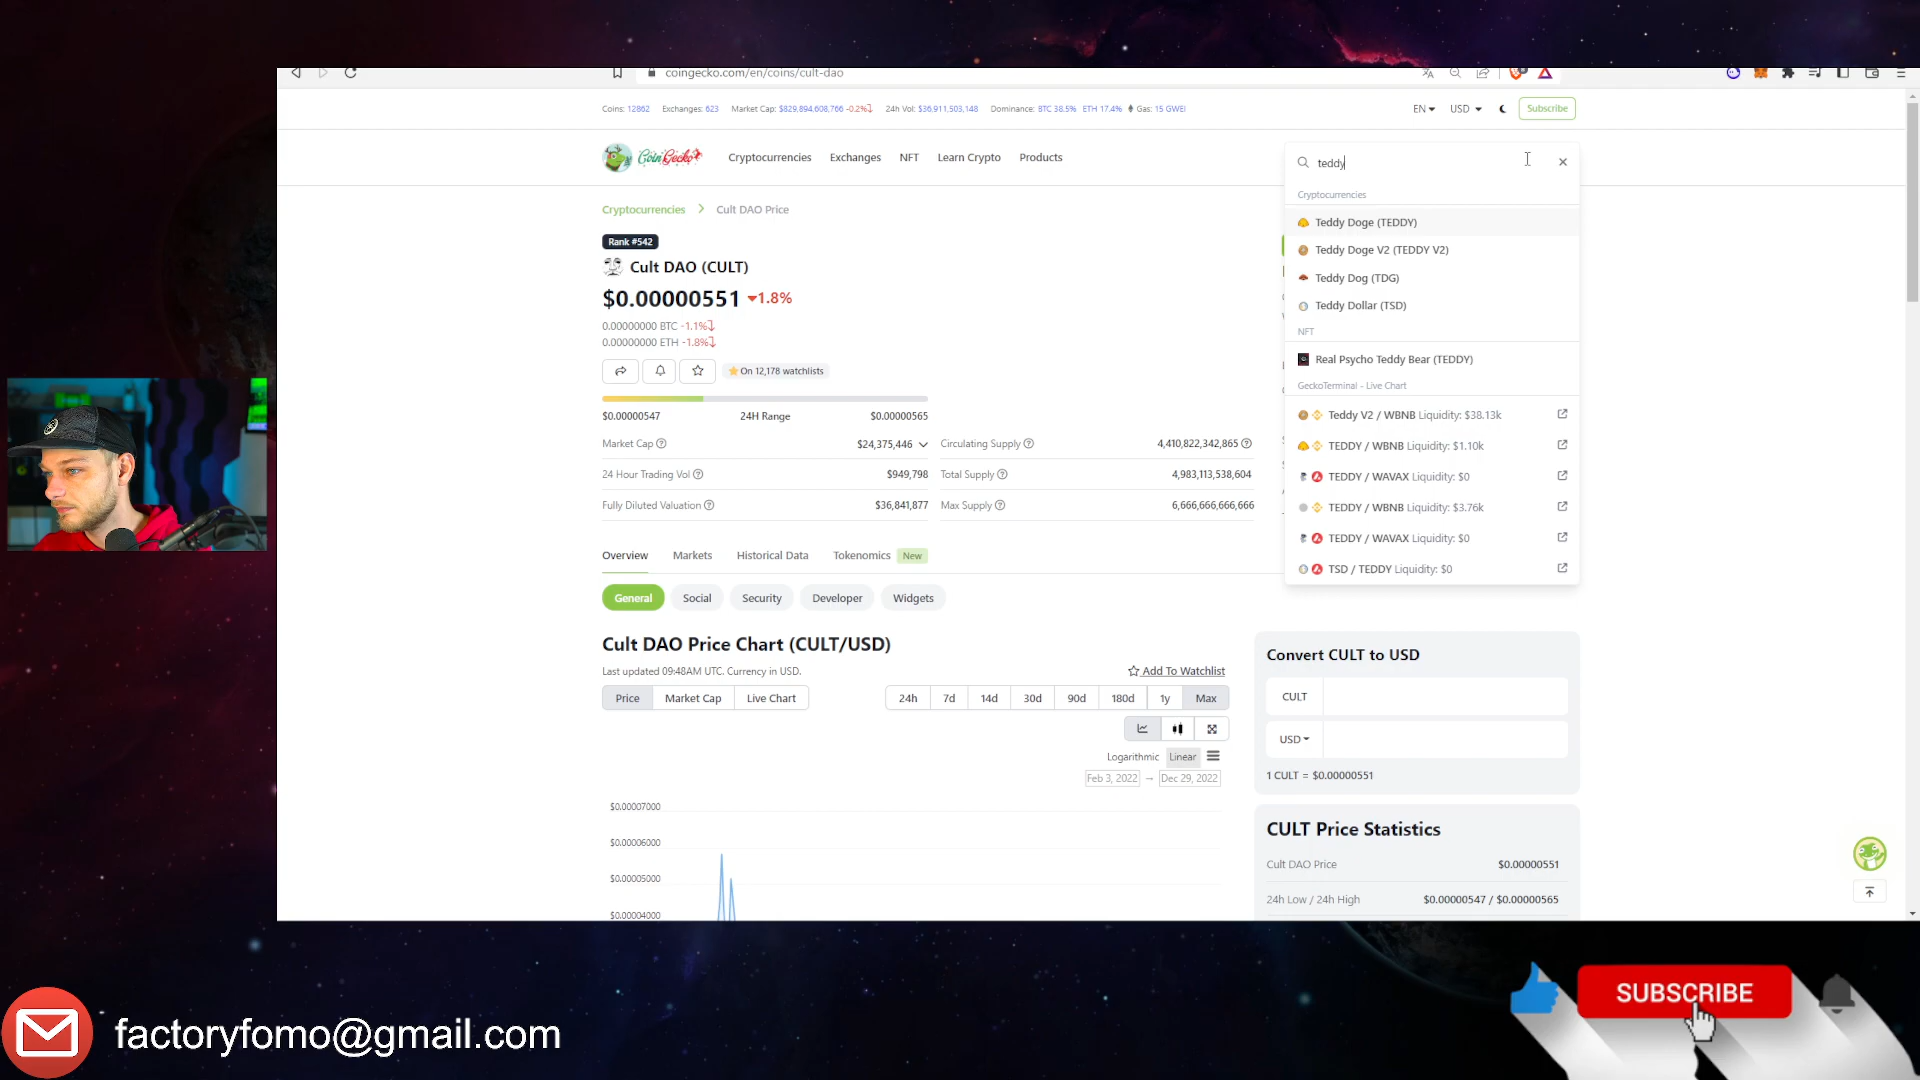 coingecko.com/en/coins/cult-dao
Coins: 12862 Exchanges: 623 Market Cap: $829,894,608,766 -0.2% 24h Vol: $36,911,503,148 Dominance: BTC 38.5% ETH 17.4% Gas: 15 GWEI
EN USD Subscribe
CoinGecko Cryptocurrencies Exchanges NFT Learn Crypto Products
teddy
Cryptocurrencies
Teddy Doge (TEDDY)
Teddy Doge V2 (TEDDY V2)
Teddy Dog (TDG)
Teddy Dollar (TSD)
NFT
Real Psycho Teddy Bear (TEDDY)
GeckoTerminal - Live Chart
Teddy V2 / WBNB Liquidity: $38.13k
TEDDY / WBNB Liquidity: $1.10k
TEDDY / WAVAX Liquidity: $0
TEDDY / WBNB Liquidity: $3.76k
TEDDY / WAVAX Liquidity: $0
TSD / TEDDY Liquidity: $0
Cryptocurrencies > Cult DAO Price
Rank #542
Cult DAO (CULT)
$0.00000551 1.8%
0.00000000 BTC -1.1%
0.00000000 ETH -1.8%
On 12,178 watchlists
$0.00000547 24H Range $0.00000565
Market Cap $24,375,446 Circulating Supply 4,410,822,342,865
24 Hour Trading Vol $949,798 Total Supply 4,983,113,538,604
Fully Diluted Valuation $36,841,877 Max Supply 6,666,666,666,666
Overview Markets Historical Data Tokenomics New
General Social Security Developer Widgets
Cult DAO Price Chart (CULT/USD)
Last updated 09:48AM UTC. Currency in USD.
Add To Watchlist
Price Market Cap Live Chart 24h 7d 14d 30d 90d 180d 1y Max
Logarithmic Linear
Feb 3, 2022 → Dec 29, 2022
$0.00007000
$0.00006000
$0.00005000
$0.00004000
Convert CULT to USD
CULT
USD
1 CULT = $0.00000551
CULT Price Statistics
Cult DAO Price $0.00000551
24h Low / 24h High $0.00000547 / $0.00000565
factoryfomo@gmail.com
SUBSCRIBE